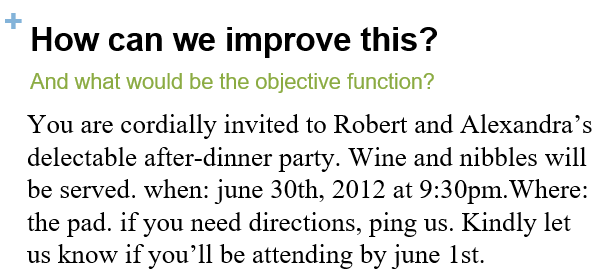 How can we improve this?
And what would be the objective function?
You are cordially invited to Robert and Alexandra’s
delectable after-dinner party. Wine and nibbles will
be served. when: june 30th, 2012 at 9:30pm.Where:
the pad. if you need directions, ping us. Kindly let
us know if you’ll be attending by june 1st.